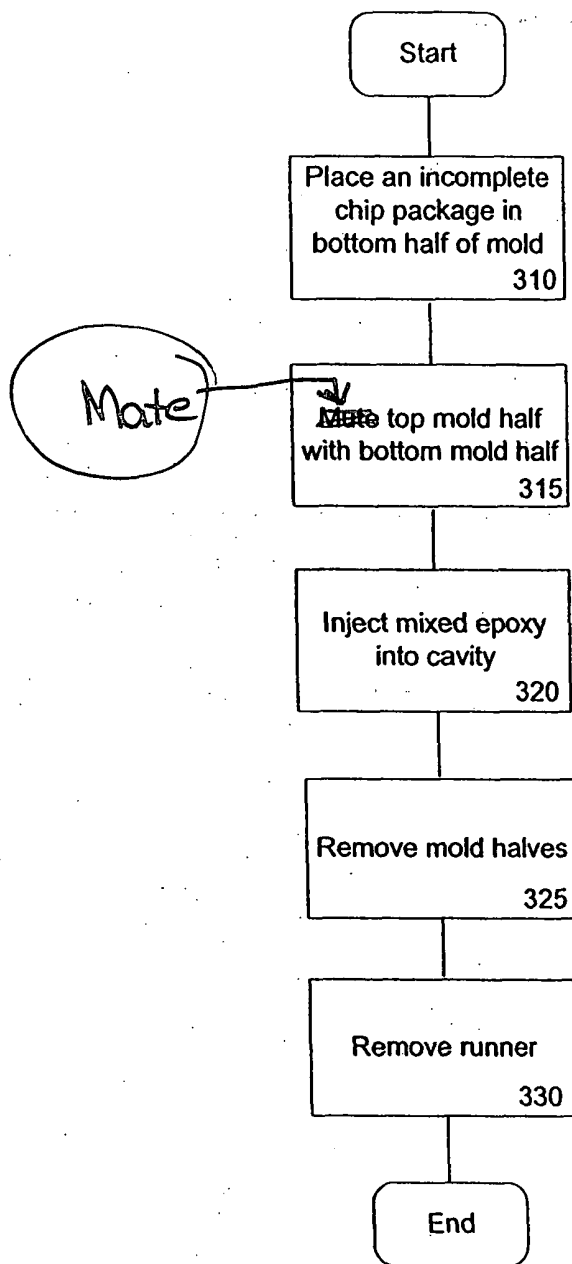 Start
Place an incomplete
chip package in
bottom half of mold
310
Mate
Mute top mold half
with bottom mold half
315
Inject mixed epoxy
into cavity
320
Remove mold halves
325
Remove runner
330
End